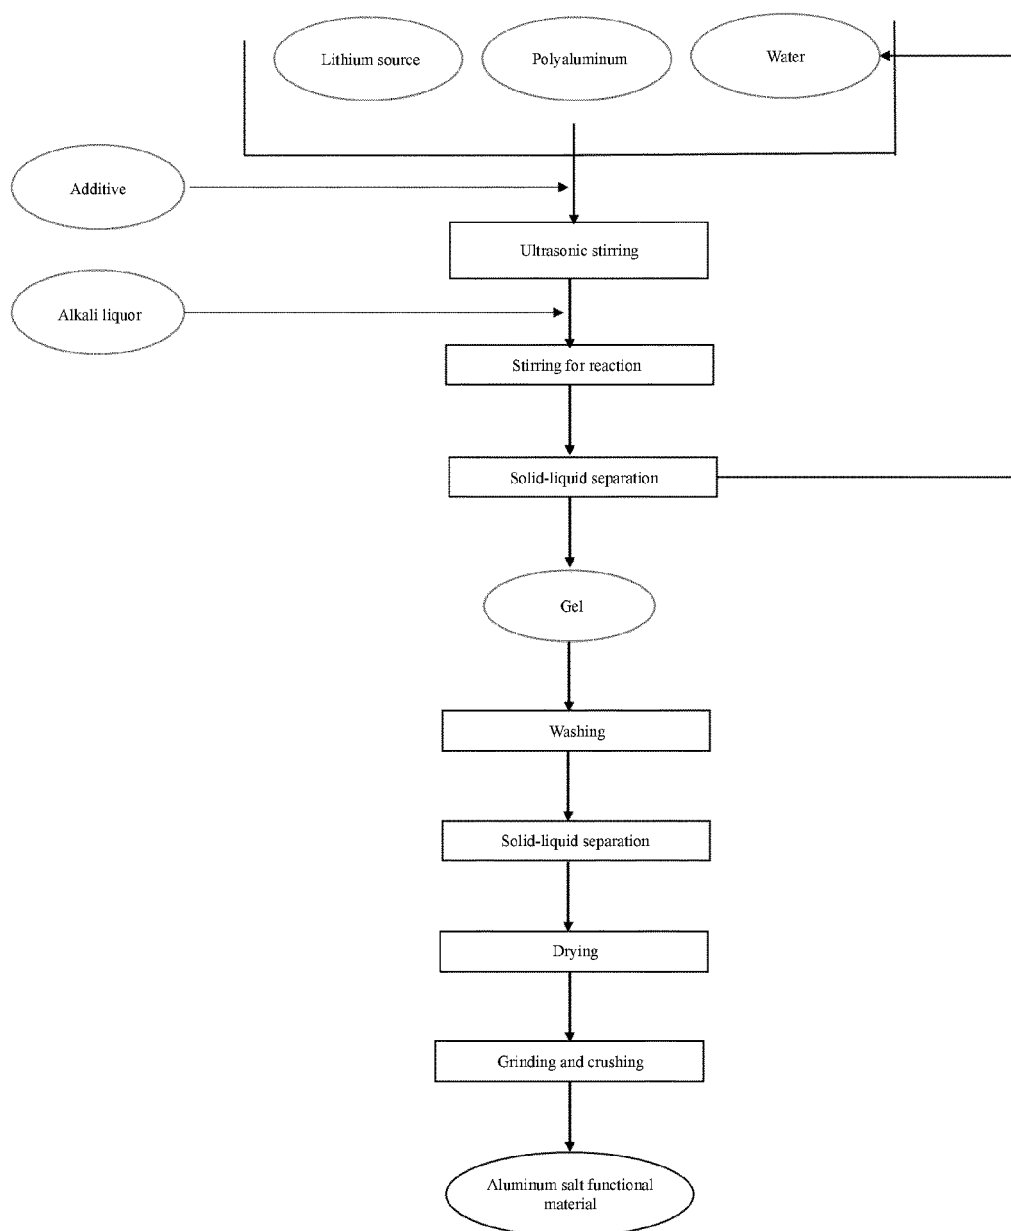 Lithium source
Polyaluminum
Water
Additive
Ultrasonic stirring
Alkali liquor
Stirring for reaction
Solid-liquid separation
Gel
Washing
Solid-liquid separation
Drying
Grinding and crushing
Aluminum salt functional
material